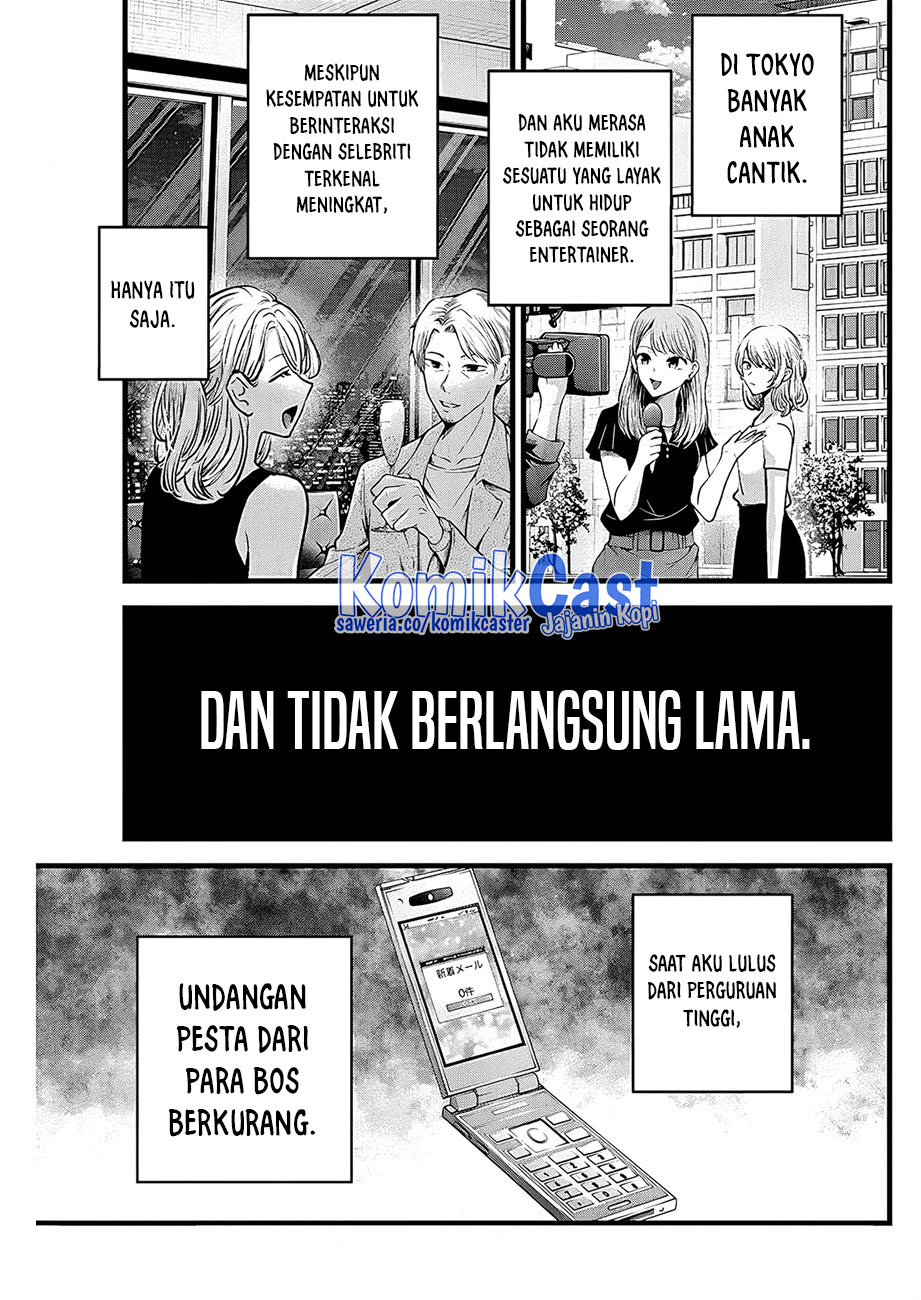 DI TOKYO
BANYAK
ANAK
CANTIK.
DAN AKU MERASA
TIDAK MEMILIKI
SESUATU YANG LAYAK
UNTUK HIDUP
SEBAGAI SEORANG
ENTERTAINER.
MESKIPUN
KESEMPATAN UNTUK
BERINTERAKSI
DENGAN SELEBRITI
TERKENAL
MENINGKAT,
HANYA ITU
SAJA.
KomikCast
saweria.co/komikcaster Jajanin Kopi
DAN TIDAK BERLANGSUNG LAMA.
SAAT AKU LULUS
DARI PERGURUAN
TINGGI,
新着メール
0件
UNDANGAN
PESTA DARI
PARA BOS
BERKURANG.